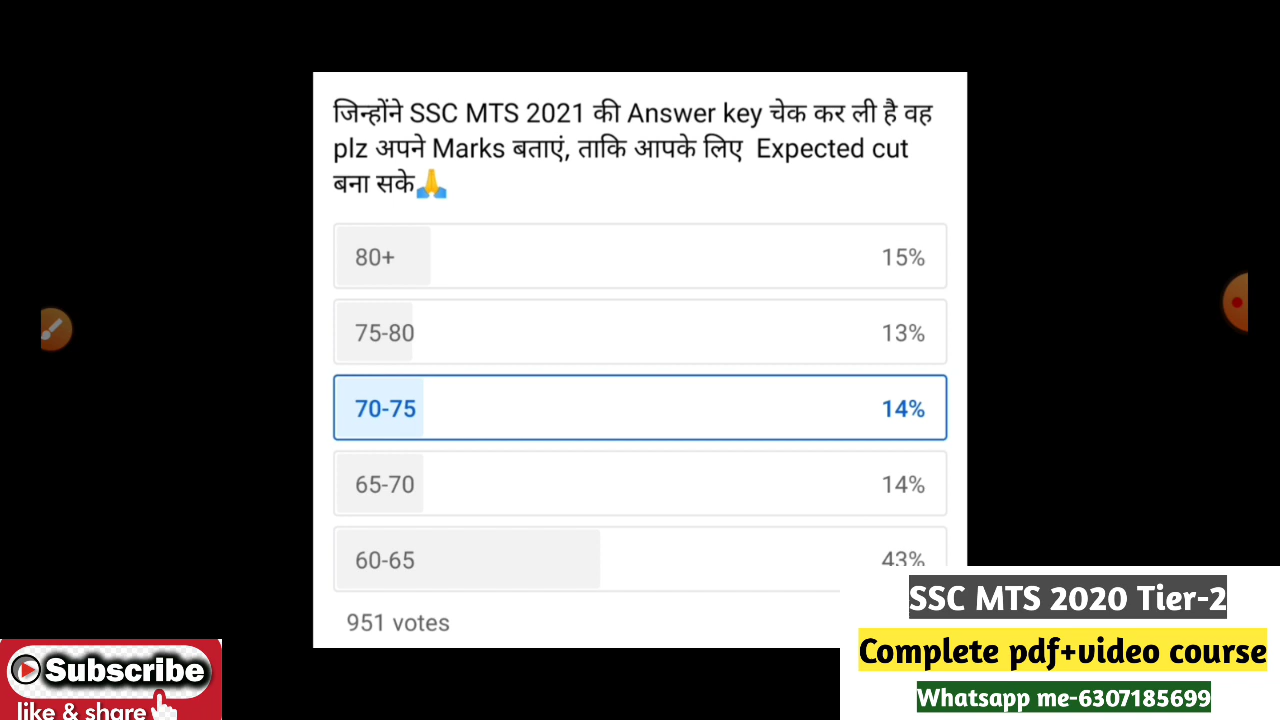 जिन्होंने SSC MTS 2021 की Answer key चेक कर ली है वह
plz अपने Marks बताएं, ताकि आपके लिए Expected cut
बना सके🙏
80+ 15%
75-80 13%
70-75 14%
65-70 14%
60-65 43%
951 votes
SSC MTS 2020 Tier-2
Complete pdf+video course
Whatsapp me-6307185699
Subscribe
like & share